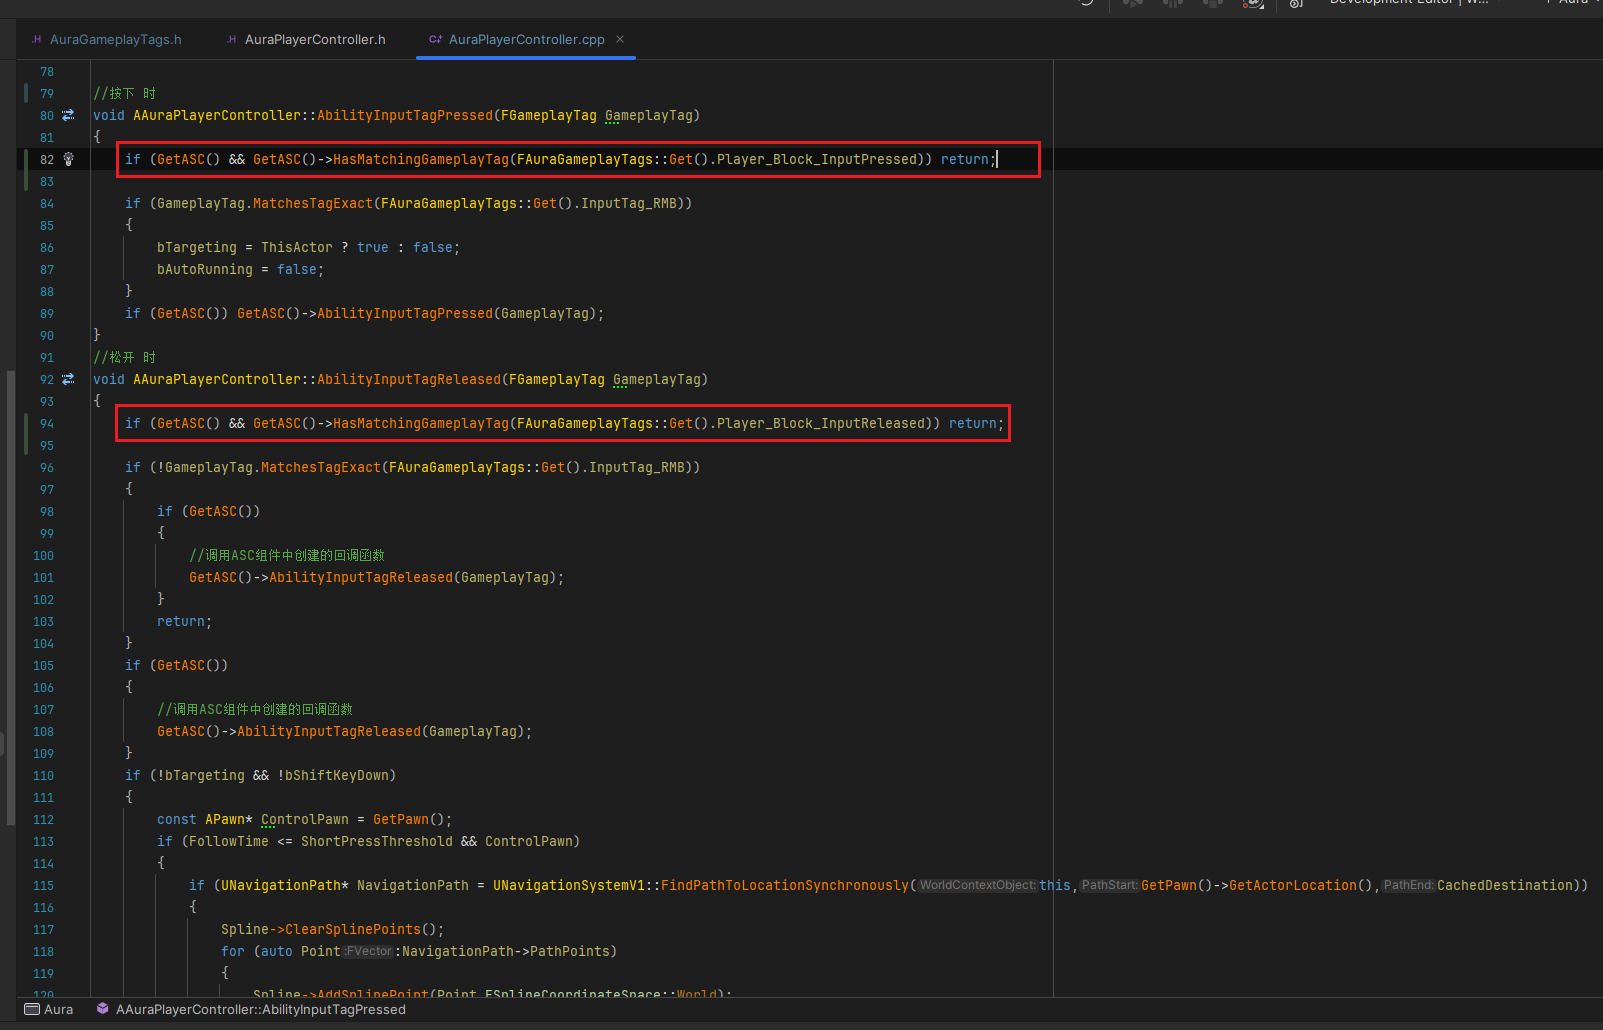 Development Editor | W...
Aura
.H AuraGameplayTags.h
.H AuraPlayerController.h
C+ AuraPlayerController.cpp ×
78
79 //按下 时
80 void AAuraPlayerController::AbilityInputTagPressed(FGameplayTag GameplayTag)
81 {
82 if (GetASC() && GetASC()->HasMatchingGameplayTag(FAuraGameplayTags::Get().Player_Block_InputPressed)) return;
83
84 if (GameplayTag.MatchesTagExact(FAuraGameplayTags::Get().InputTag_RMB))
85 {
86 bTargeting = ThisActor ? true : false;
87 bAutoRunning = false;
88 }
89 if (GetASC()) GetASC()->AbilityInputTagPressed(GameplayTag);
90 }
91 //松开 时
92 void AAuraPlayerController::AbilityInputTagReleased(FGameplayTag GameplayTag)
93 {
94 if (GetASC() && GetASC()->HasMatchingGameplayTag(FAuraGameplayTags::Get().Player_Block_InputReleased)) return;
95
96 if (!GameplayTag.MatchesTagExact(FAuraGameplayTags::Get().InputTag_RMB))
97 {
98 if (GetASC())
99 {
100 //调用ASC组件中创建的回调函数
101 GetASC()->AbilityInputTagReleased(GameplayTag);
102 }
103 return;
104 }
105 if (GetASC())
106 {
107 //调用ASC组件中创建的回调函数
108 GetASC()->AbilityInputTagReleased(GameplayTag);
109 }
110 if (!bTargeting && !bShiftKeyDown)
111 {
112 const APawn* ControlPawn = GetPawn();
113 if (FollowTime <= ShortPressThreshold && ControlPawn)
114 {
115 if (UNavigationPath* NavigationPath = UNavigationSystemV1::FindPathToLocationSynchronously(WorldContextObject:this,PathStart:GetPawn()->GetActorLocation(),PathEnd:CachedDestination))
116 {
117 Spline->ClearSplinePoints();
118 for (auto Point:FVector:NavigationPath->PathPoints)
119 {
120 Spline->AddSplinePoint(Point,ESplineCoordinateSpace::World);
Aura AAuraPlayerController::AbilityInputTagPressed